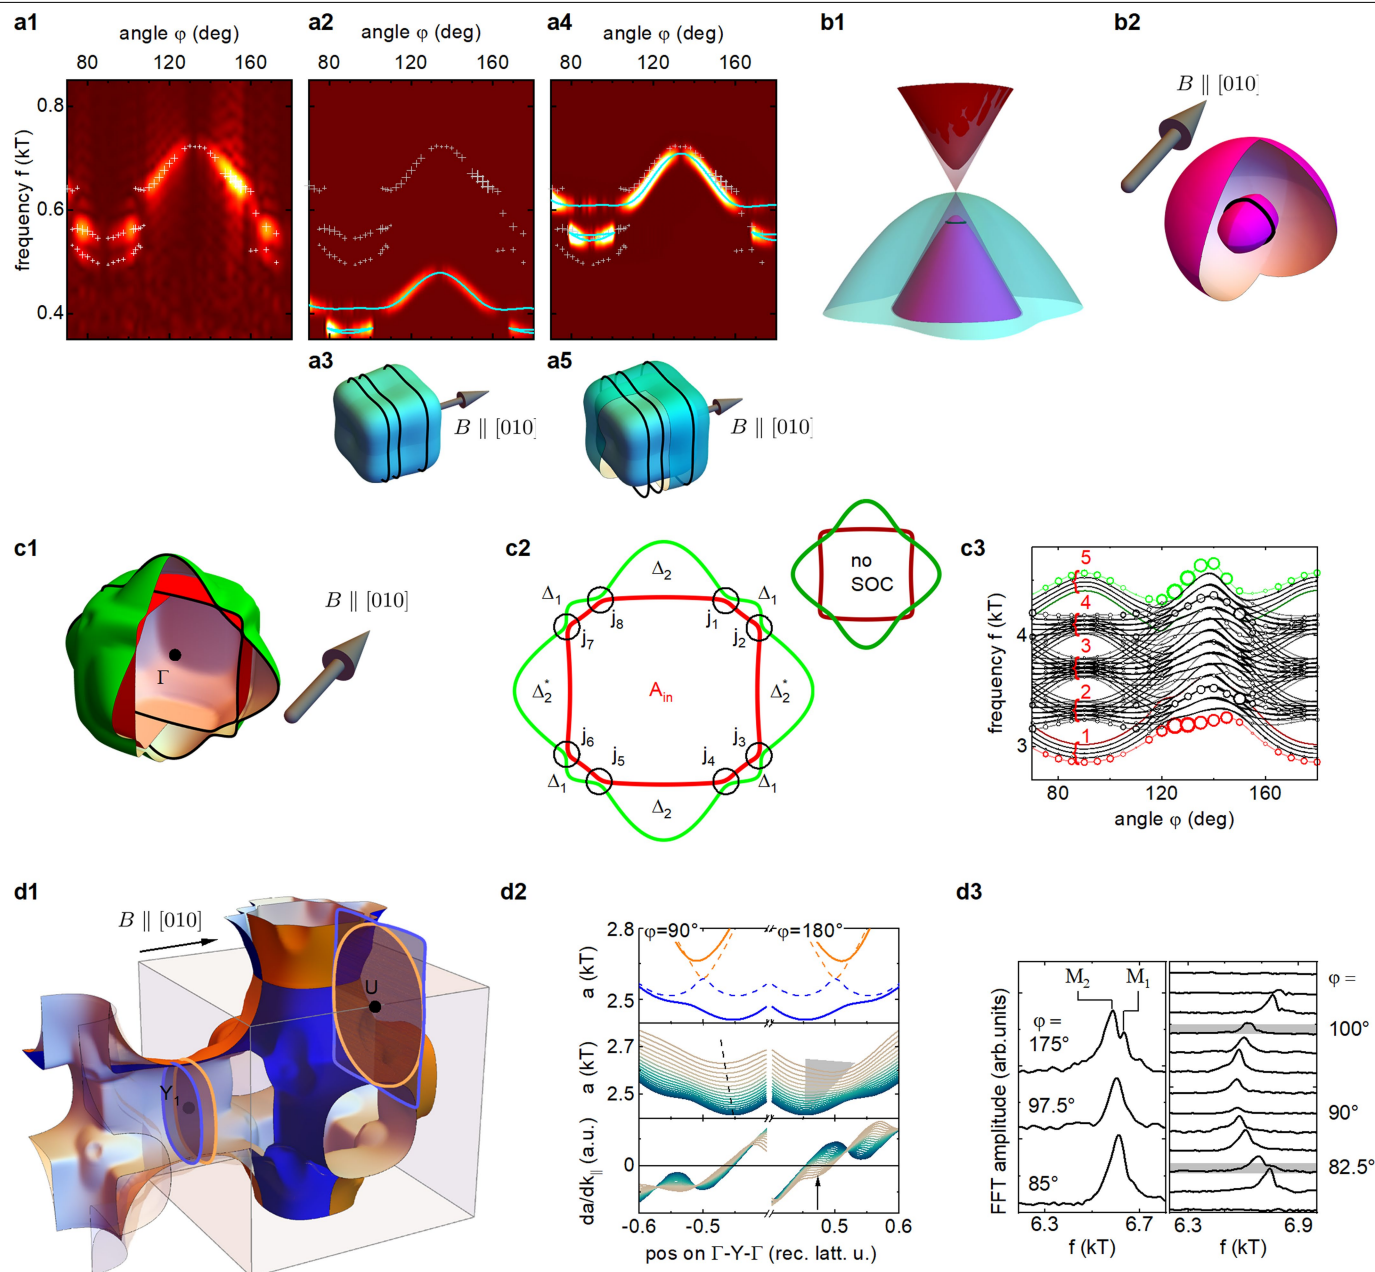 a1
a2
a4
b1
b2
angle φ (deg)
angle φ (deg)
angle φ (deg)
80 120 160
80 120 160
80 120 160
frequency f (kT)
0.8
0.6
0.4
B ∥ [010]
a3
a5
B ∥ [010]
B ∥ [010]
c1
Γ
B ∥ [010]
c2
Δ2
Δ1
Δ1
j8
j1
j7
j2
Δ2*
Ain
Δ2*
j6
j3
j5
j4
Δ1
Δ1
Δ2
no
SOC
c3
frequency f (kT)
4
3
5
4
3
2
1
80 120 160
angle φ (deg)
d1
B ∥ [010]
U
Y1
d2
φ=90°
φ=180°
2.8
2.5
a (kT)
2.7
2.5
a (kT)
0
da/dk∥ (a.u.)
-0.6 -0.5 0.5 0.6
pos on Γ-Y-Γ (rec. latt. u.)
d3
FFT amplitude (arb.units)
M2
M1
φ =
175°
97.5°
85°
6.3 6.7
f (kT)
φ =
100°
90°
82.5°
6.3 6.9
f (kT)